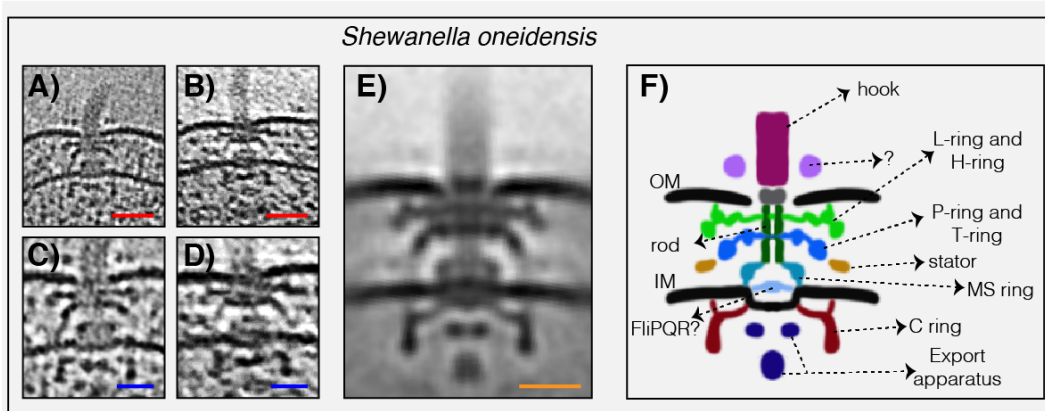 Shewanella oneidensis
A)
B)
C)
D)
E)
F)
hook
L-ring and
H-ring
?
OM
P-ring and
T-ring
rod
stator
IM
MS ring
FliPQR?
C ring
Export
apparatus